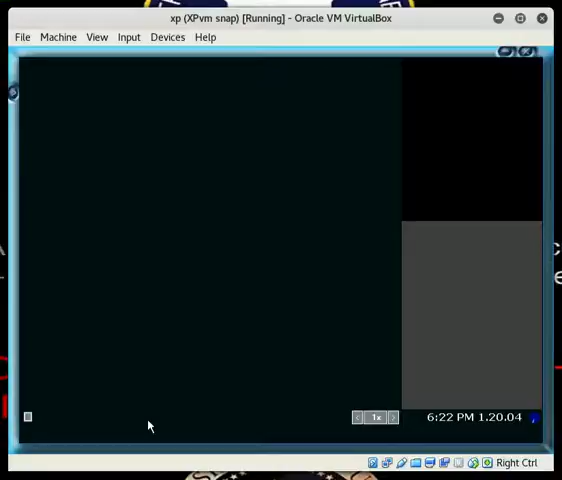 xp (XPvm snap) [Running] - Oracle VM VirtualBox
File Machine View Input Devices Help
< 1x >
6:22 PM 1.20.04
Right Ctrl